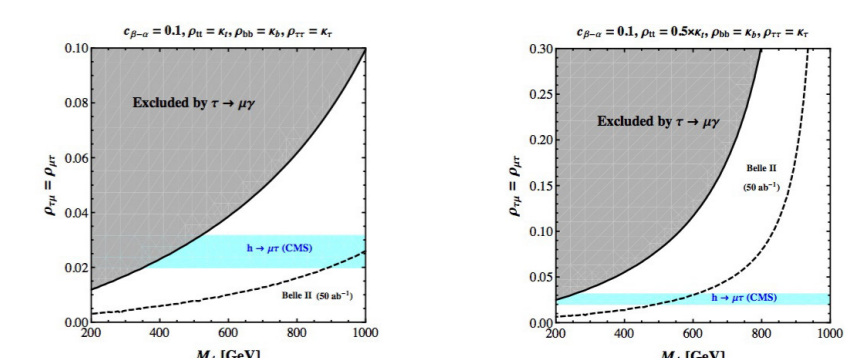 c_{β−α} = 0.1, ρ_{tt} = κ_t, ρ_{bb} = κ_b, ρ_{ττ} = κ_τ
0.10
0.08
0.06
0.04
0.02
0.00
ρ_{τμ} = ρ_{μτ}
Excluded by τ → μγ
h → μτ (CMS)
Belle II (50 ab⁻¹)
200
400
600
800
1000
[GeV]
c_{β−α} = 0.1, ρ_{tt} = 0.5×κ_t, ρ_{bb} = κ_b, ρ_{ττ} = κ_τ
0.30
0.25
0.20
0.15
0.10
0.05
0.00
ρ_{τμ} = ρ_{μτ}
Excluded by τ → μγ
Belle II
(50 ab⁻¹)
h → μτ (CMS)
200
400
600
800
1000
[GeV]